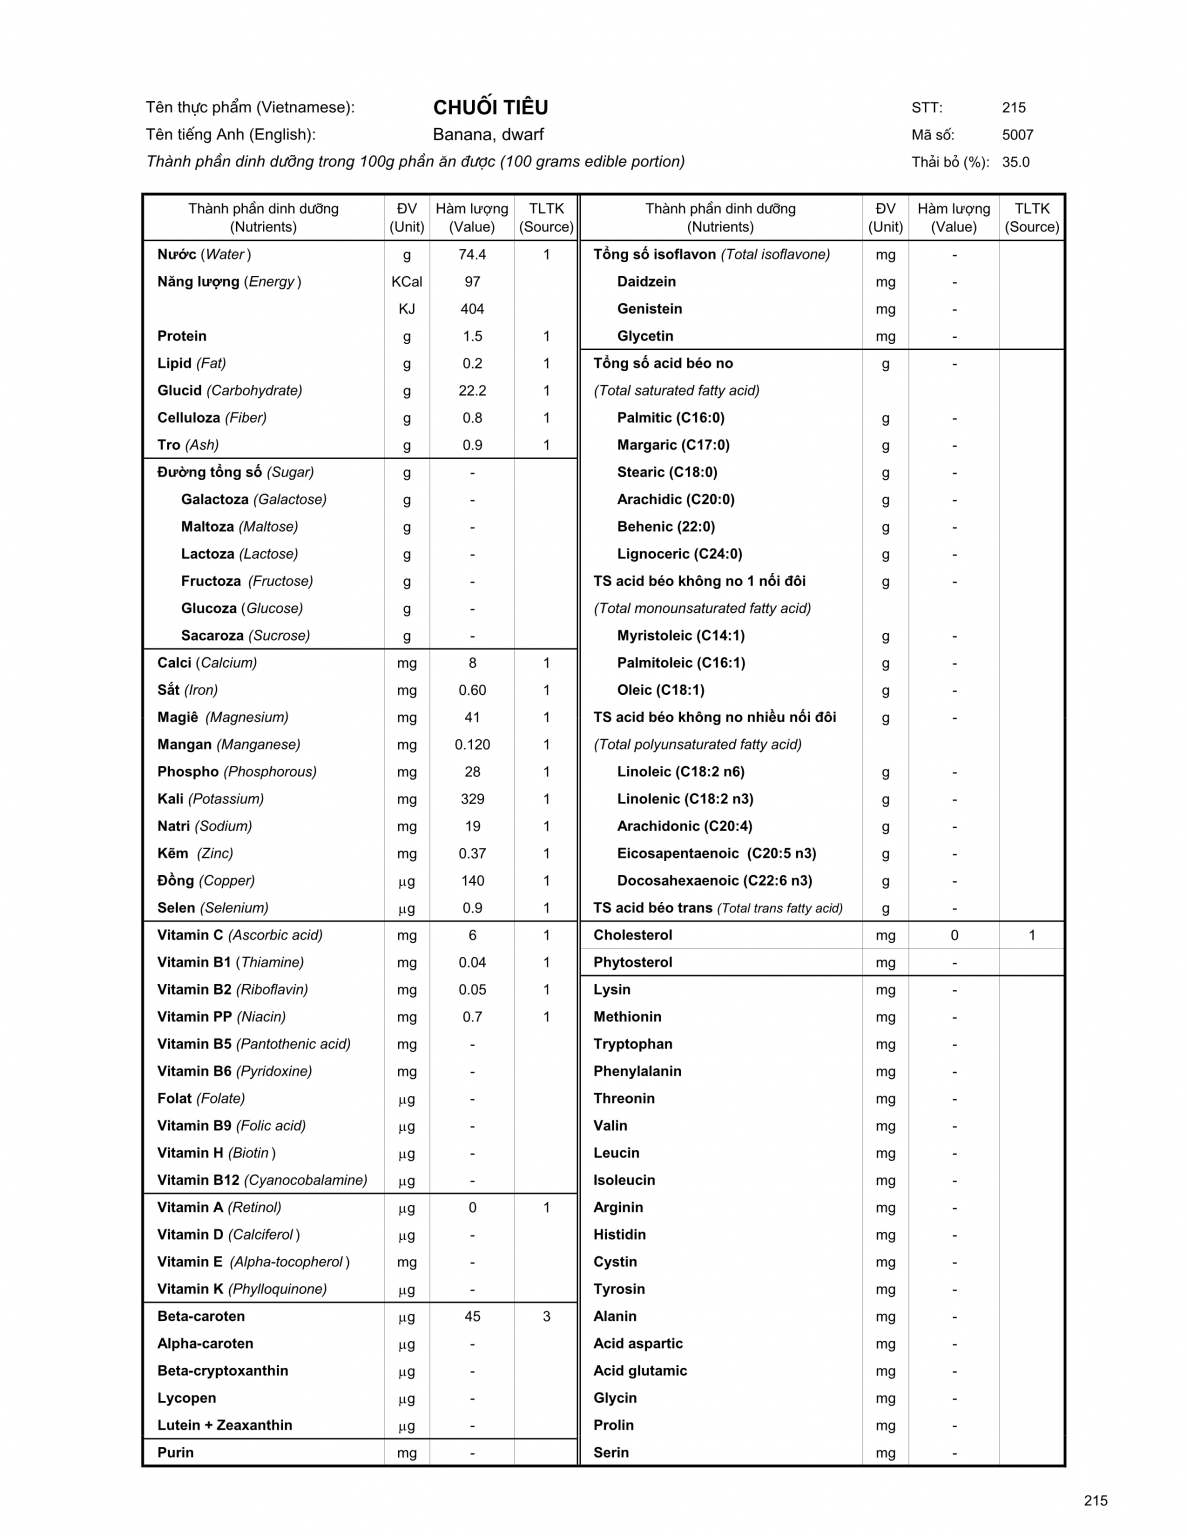 Tên thực phẩm (Vietnamese): CHUỐI TIÊU STT: 215
Tên tiếng Anh (English): Banana, dwarf Mã số: 5007
Thành phần dinh dưỡng trong 100g phần ăn được (100 grams edible portion) Thải bỏ (%): 35.0
Thành phần dinh dưỡng (Nutrients) ĐV (Unit) Hàm lượng (Value) TLTK (Source)
Nước (Water) g 74.4 1
Năng lượng (Energy) KCal 97
KJ 404
Protein g 1.5 1
Lipid (Fat) g 0.2 1
Glucid (Carbohydrate) g 22.2 1
Celluloza (Fiber) g 0.8 1
Tro (Ash) g 0.9 1
Đường tổng số (Sugar) g -
Galactoza (Galactose) g -
Maltoza (Maltose) g -
Lactoza (Lactose) g -
Fructoza (Fructose) g -
Glucoza (Glucose) g -
Sacaroza (Sucrose) g -
Calci (Calcium) mg 8 1
Sắt (Iron) mg 0.60 1
Magiê (Magnesium) mg 41 1
Mangan (Manganese) mg 0.120 1
Phospho (Phosphorous) mg 28 1
Kali (Potassium) mg 329 1
Natri (Sodium) mg 19 1
Kẽm (Zinc) mg 0.37 1
Đồng (Copper) μg 140 1
Selen (Selenium) μg 0.9 1
Vitamin C (Ascorbic acid) mg 6 1
Vitamin B1 (Thiamine) mg 0.04 1
Vitamin B2 (Riboflavin) mg 0.05 1
Vitamin PP (Niacin) mg 0.7 1
Vitamin B5 (Pantothenic acid) mg -
Vitamin B6 (Pyridoxine) mg -
Folat (Folate) μg -
Vitamin B9 (Folic acid) μg -
Vitamin H (Biotin) μg -
Vitamin B12 (Cyanocobalamine) μg -
Vitamin A (Retinol) μg 0 1
Vitamin D (Calciferol) μg -
Vitamin E (Alpha-tocopherol) mg -
Vitamin K (Phylloquinone) μg -
Beta-caroten μg 45 3
Alpha-caroten μg -
Beta-cryptoxanthin μg -
Lycopen μg -
Lutein + Zeaxanthin μg -
Purin mg -
Thành phần dinh dưỡng (Nutrients) ĐV (Unit) Hàm lượng (Value) TLTK (Source)
Tổng số isoflavon (Total isoflavone) mg -
Daidzein mg -
Genistein mg -
Glycetin mg -
Tổng số acid béo no g -
(Total saturated fatty acid)
Palmitic (C16:0) g -
Margaric (C17:0) g -
Stearic (C18:0) g -
Arachidic (C20:0) g -
Behenic (22:0) g -
Lignoceric (C24:0) g -
TS acid béo không no 1 nối đôi g -
(Total monounsaturated fatty acid)
Myristoleic (C14:1) g -
Palmitoleic (C16:1) g -
Oleic (C18:1) g -
TS acid béo không no nhiều nối đôi g -
(Total polyunsaturated fatty acid)
Linoleic (C18:2 n6) g -
Linolenic (C18:2 n3) g -
Arachidonic (C20:4) g -
Eicosapentaenoic (C20:5 n3) g -
Docosahexaenoic (C22:6 n3) g -
TS acid béo trans (Total trans fatty acid) g -
Cholesterol mg 0 1
Phytosterol mg -
Lysin mg -
Methionin mg -
Tryptophan mg -
Phenylalanin mg -
Threonin mg -
Valin mg -
Leucin mg -
Isoleucin mg -
Arginin mg -
Histidin mg -
Cystin mg -
Tyrosin mg -
Alanin mg -
Acid aspartic mg -
Acid glutamic mg -
Glycin mg -
Prolin mg -
Serin mg -
215